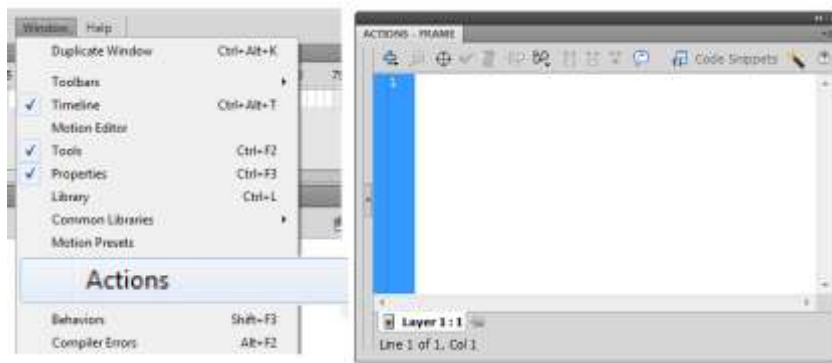 Window Help
Duplicate Window Ctrl+Alt+K
Toolbars
Timeline Ctrl+Alt+T
Motion Editor
Tools Ctrl+F2
Properties Ctrl+F3
Library Ctrl+L
Common Libraries
Motion Presets
Actions
Behaviors Shift+F3
Compiler Errors Alt+F2
ACTIONS - FRAME
Code Snippets
1
Layer 1 : 1
Line 1 of 1, Col 1